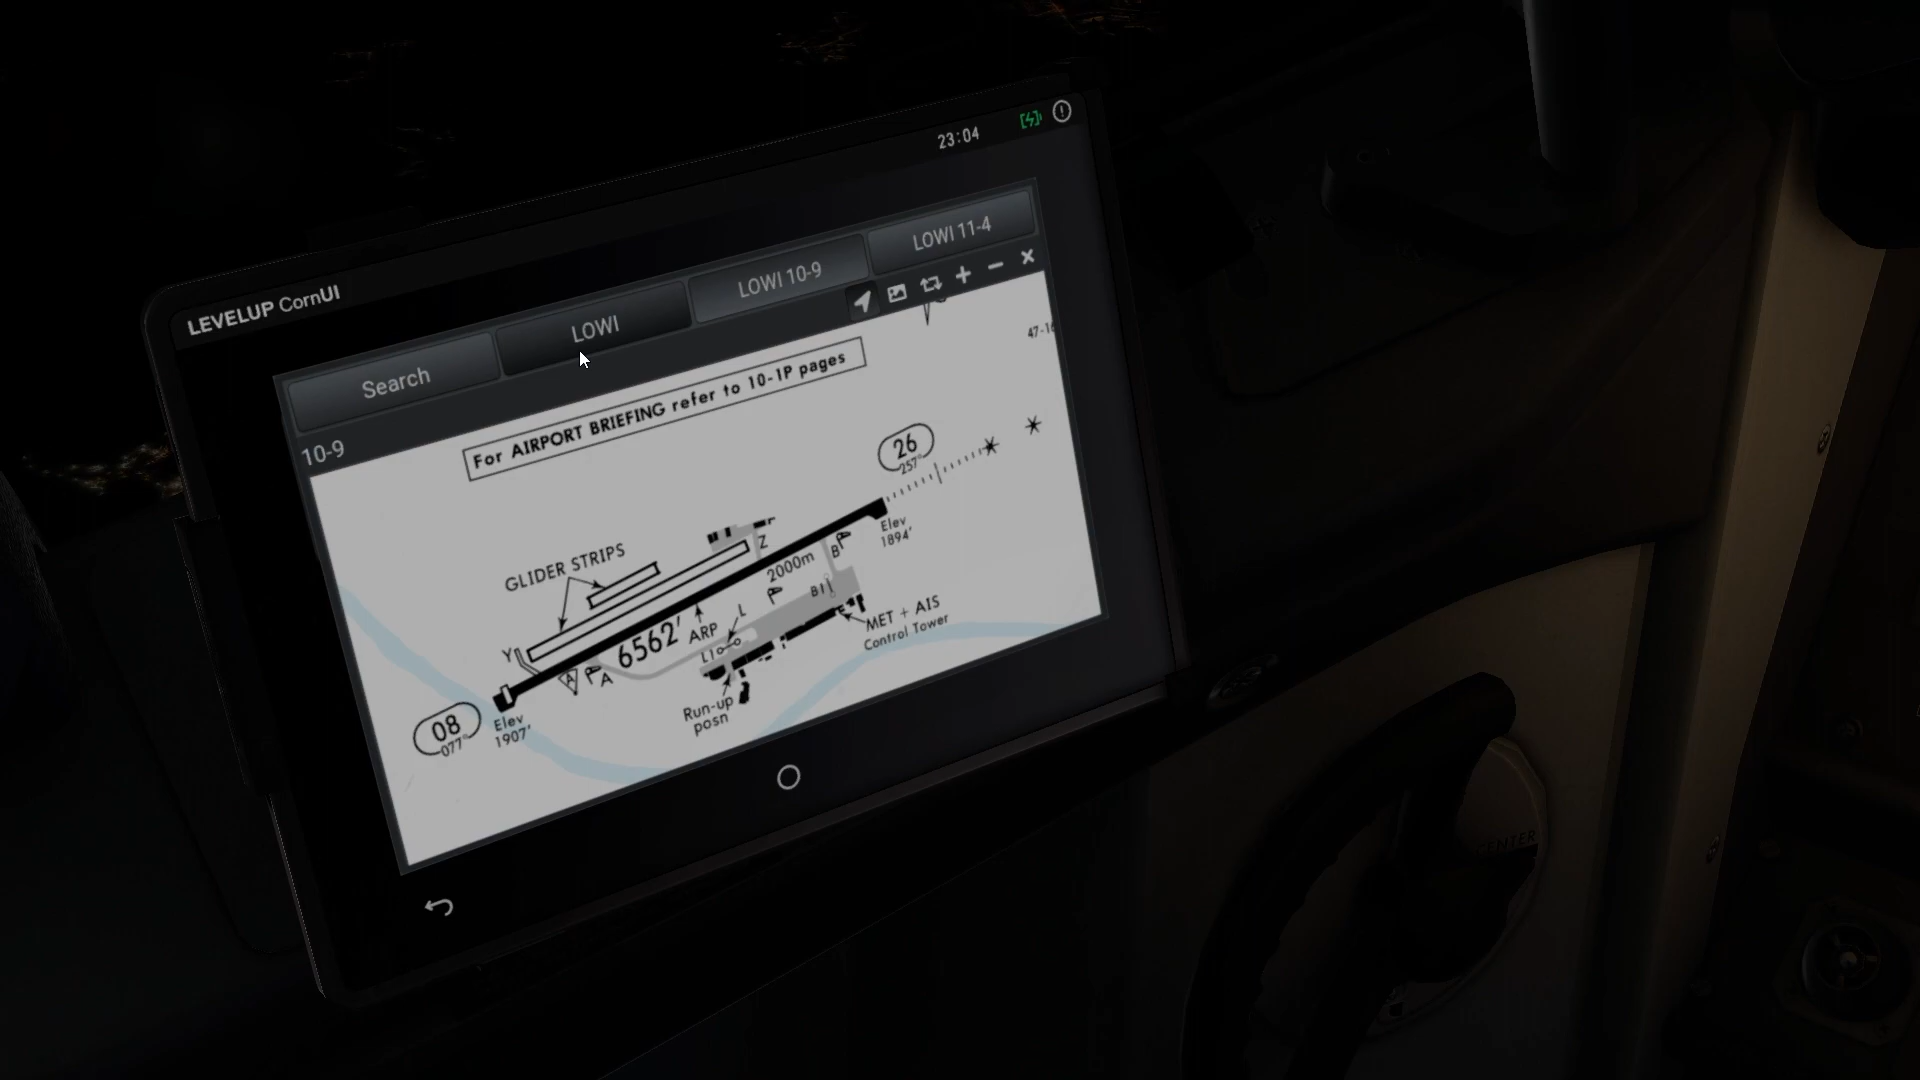 23:04
LEVELUP CornUI
Search
LOWI
LOWI 10-9
LOWI 11-4
10-9
For AIRPORT BRIEFING refer to 10-1P pages
26
257°
Elev
1894'
GLIDER STRIPS
Z
B
2000m
B1
L
ARP
6562'
MET + AIS
Control Tower
Y
A
A
L1
Run-up
posn
08
077°
Elev
1907'
CENTER